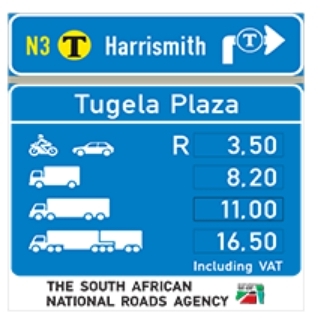 N3 T Harrismith T
Tugela Plaza
R 3,50
8,20
11,00
16,50
Including VAT
THE SOUTH AFRICAN
NATIONAL ROADS AGENCY